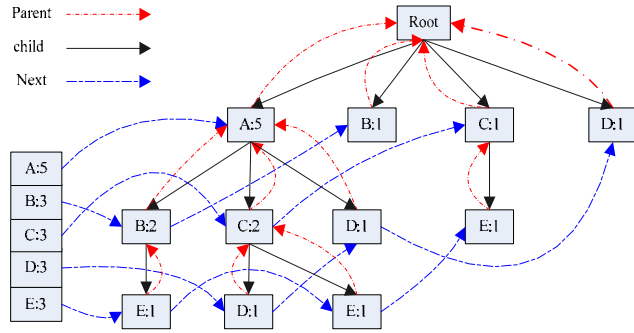 Parent
Root
child
Next
A:5
B:1
C:1
D:1
A:5
B:3
C:3
D:3
E:3
B:2
C:2
D:1
E:1
E:1
D:1
E:1